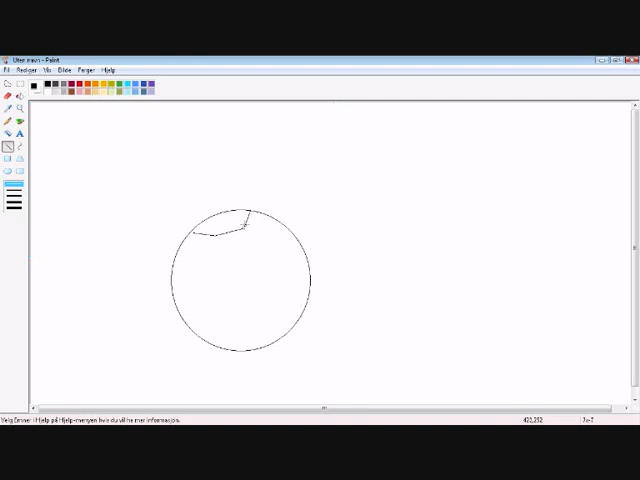 Uten navn - Paint
Fil Rediger Vis Bilde Farger Hjelp
A
Velg Emner i Hjelp på Hjelp-menyen hvis du vil ha mer informasjon.
422,252
7x-7